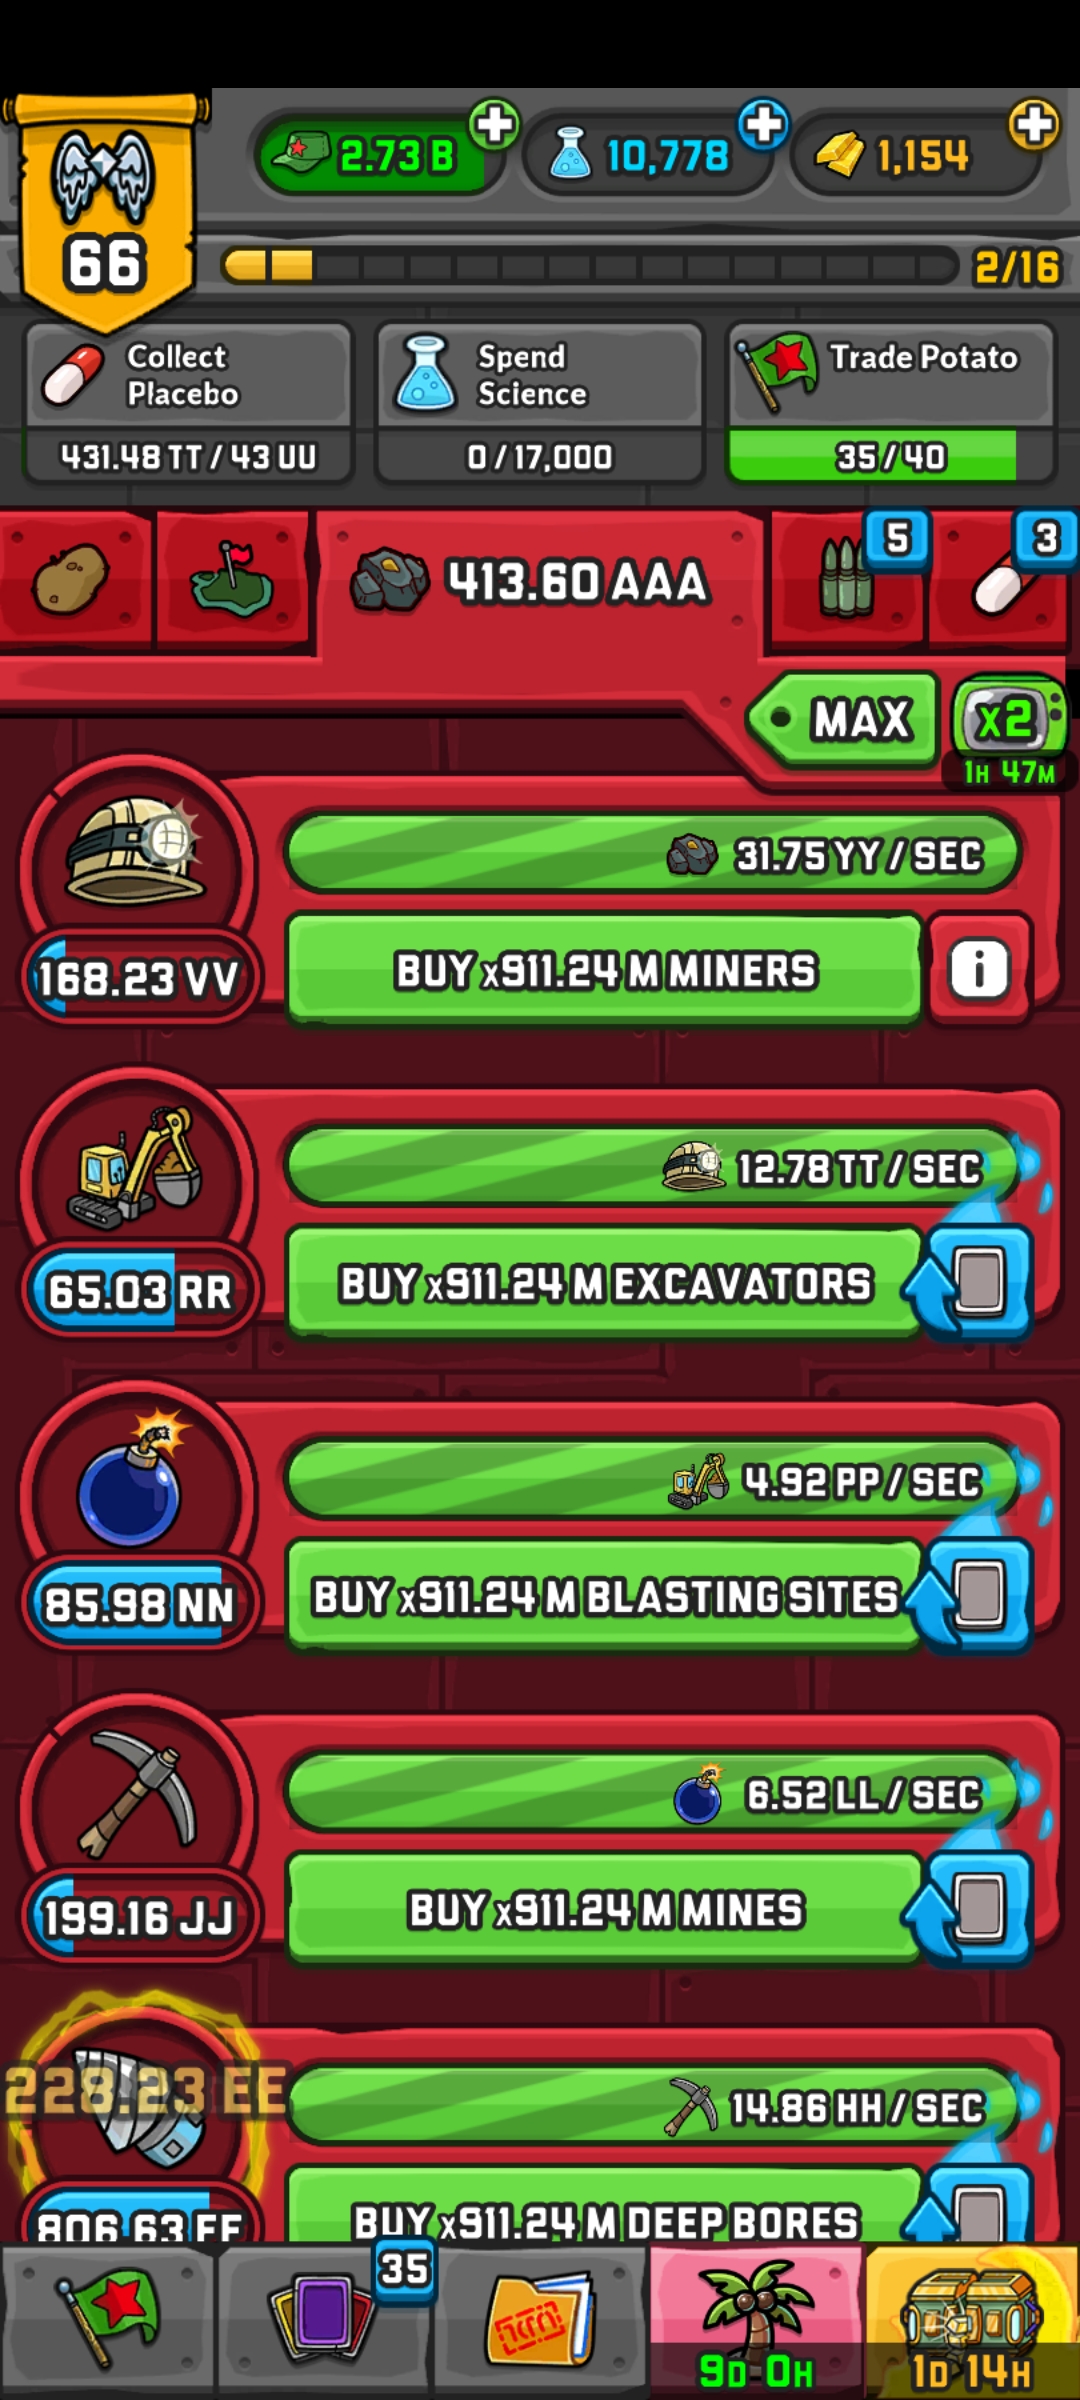 2.73 B
10,778
1,154
66
2/16
Collect
Placebo
431.48 TT / 43 UU
Spend
Science
0 / 17,000
Trade Potato
35 / 40
413.60 AAA
5
3
MAX
x2
1H 47M
31.75 YY / SEC
168.23 VV
BUY x911.24 M MINERS
i
12.78 TT / SEC
65.03 RR
BUY x911.24 M EXCAVATORS
4.92 PP / SEC
85.98 NN
BUY x911.24 M BLASTING SITES
6.52 LL / SEC
199.16 JJ
BUY x911.24 M MINES
228.23 EE
14.86 HH / SEC
806.63
BUY x911.24 M DEEP BORES
35
9D 0H
1D 14H